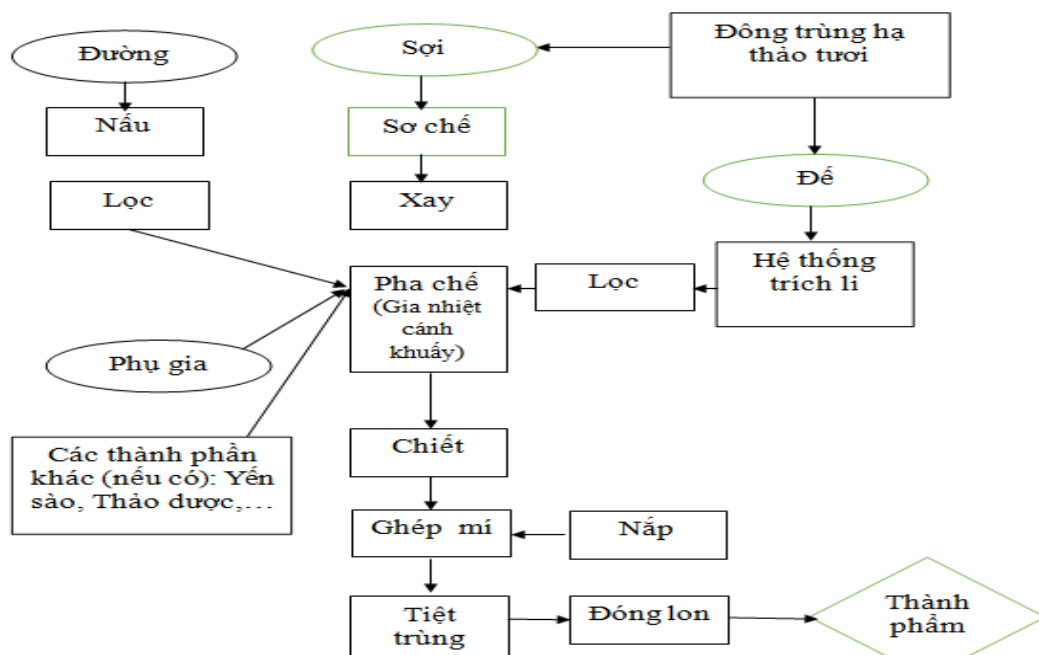 Đường
Sợi
Đông trùng hạ
thảo tươi
Nấu
Sơ chế
Lọc
Xay
Đế
Pha chế
(Gia nhiệt
cánh
khuấy)
Lọc
Hệ thống
trích li
Phụ gia
Các thành phần
khác (nếu có): Yến
sào, Thảo dược,…
Chiết
Ghép mí
Nắp
Tiệt
trùng
Đóng lon
Thành
phẩm